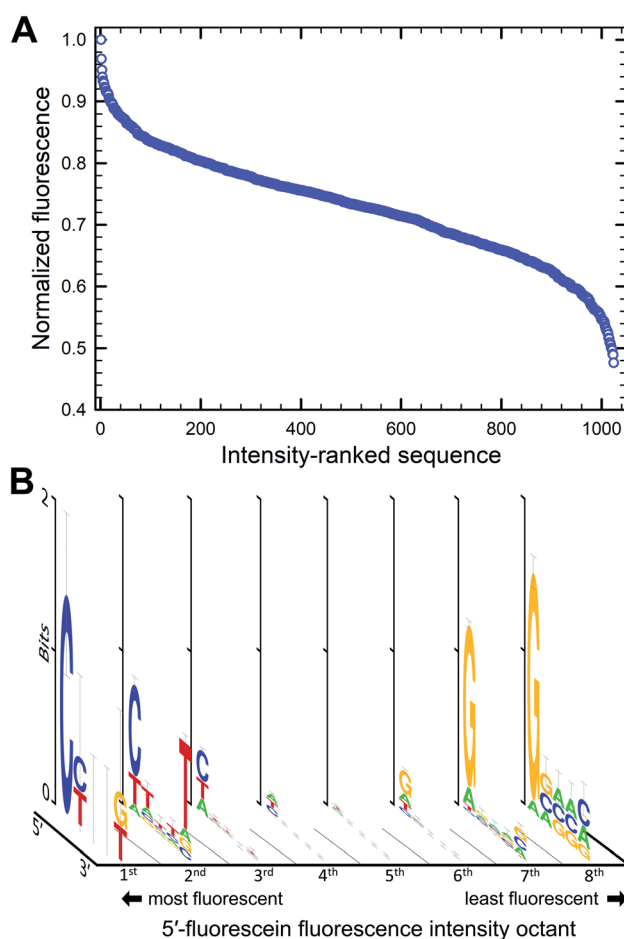 A
1.0
0.9
0.8
0.7
0.6
0.5
0.4
Normalized fluorescence
0 200 400 600 800 1000
Intensity-ranked sequence
B
2
Bits
0
5′
3′
1st 2nd 3rd 4th 5th 6th 7th 8th
most fluorescent least fluorescent
5′-fluorescein fluorescence intensity octant